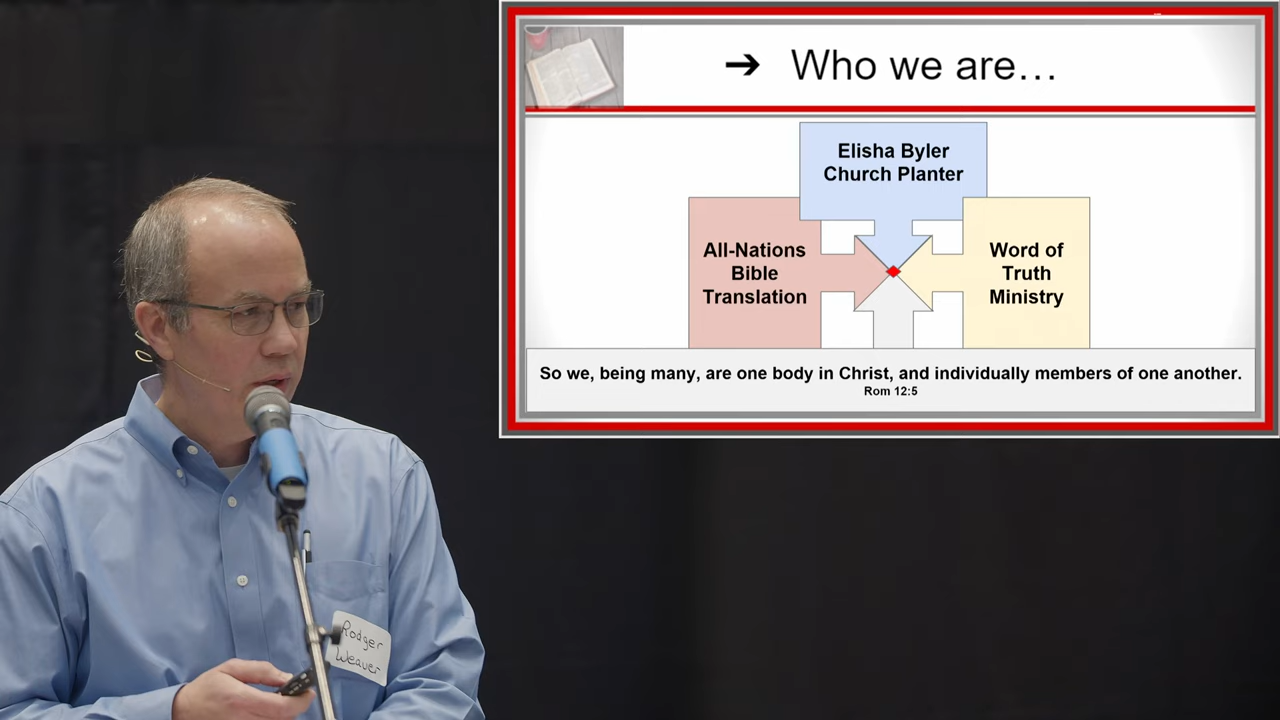 ➔ Who we are…
Elisha Byler
Church Planter
All-Nations
Bible
Translation
Word of
Truth
Ministry
So we, being many, are one body in Christ, and individually members of one another.
Rom 12:5
Rodger
Weaver